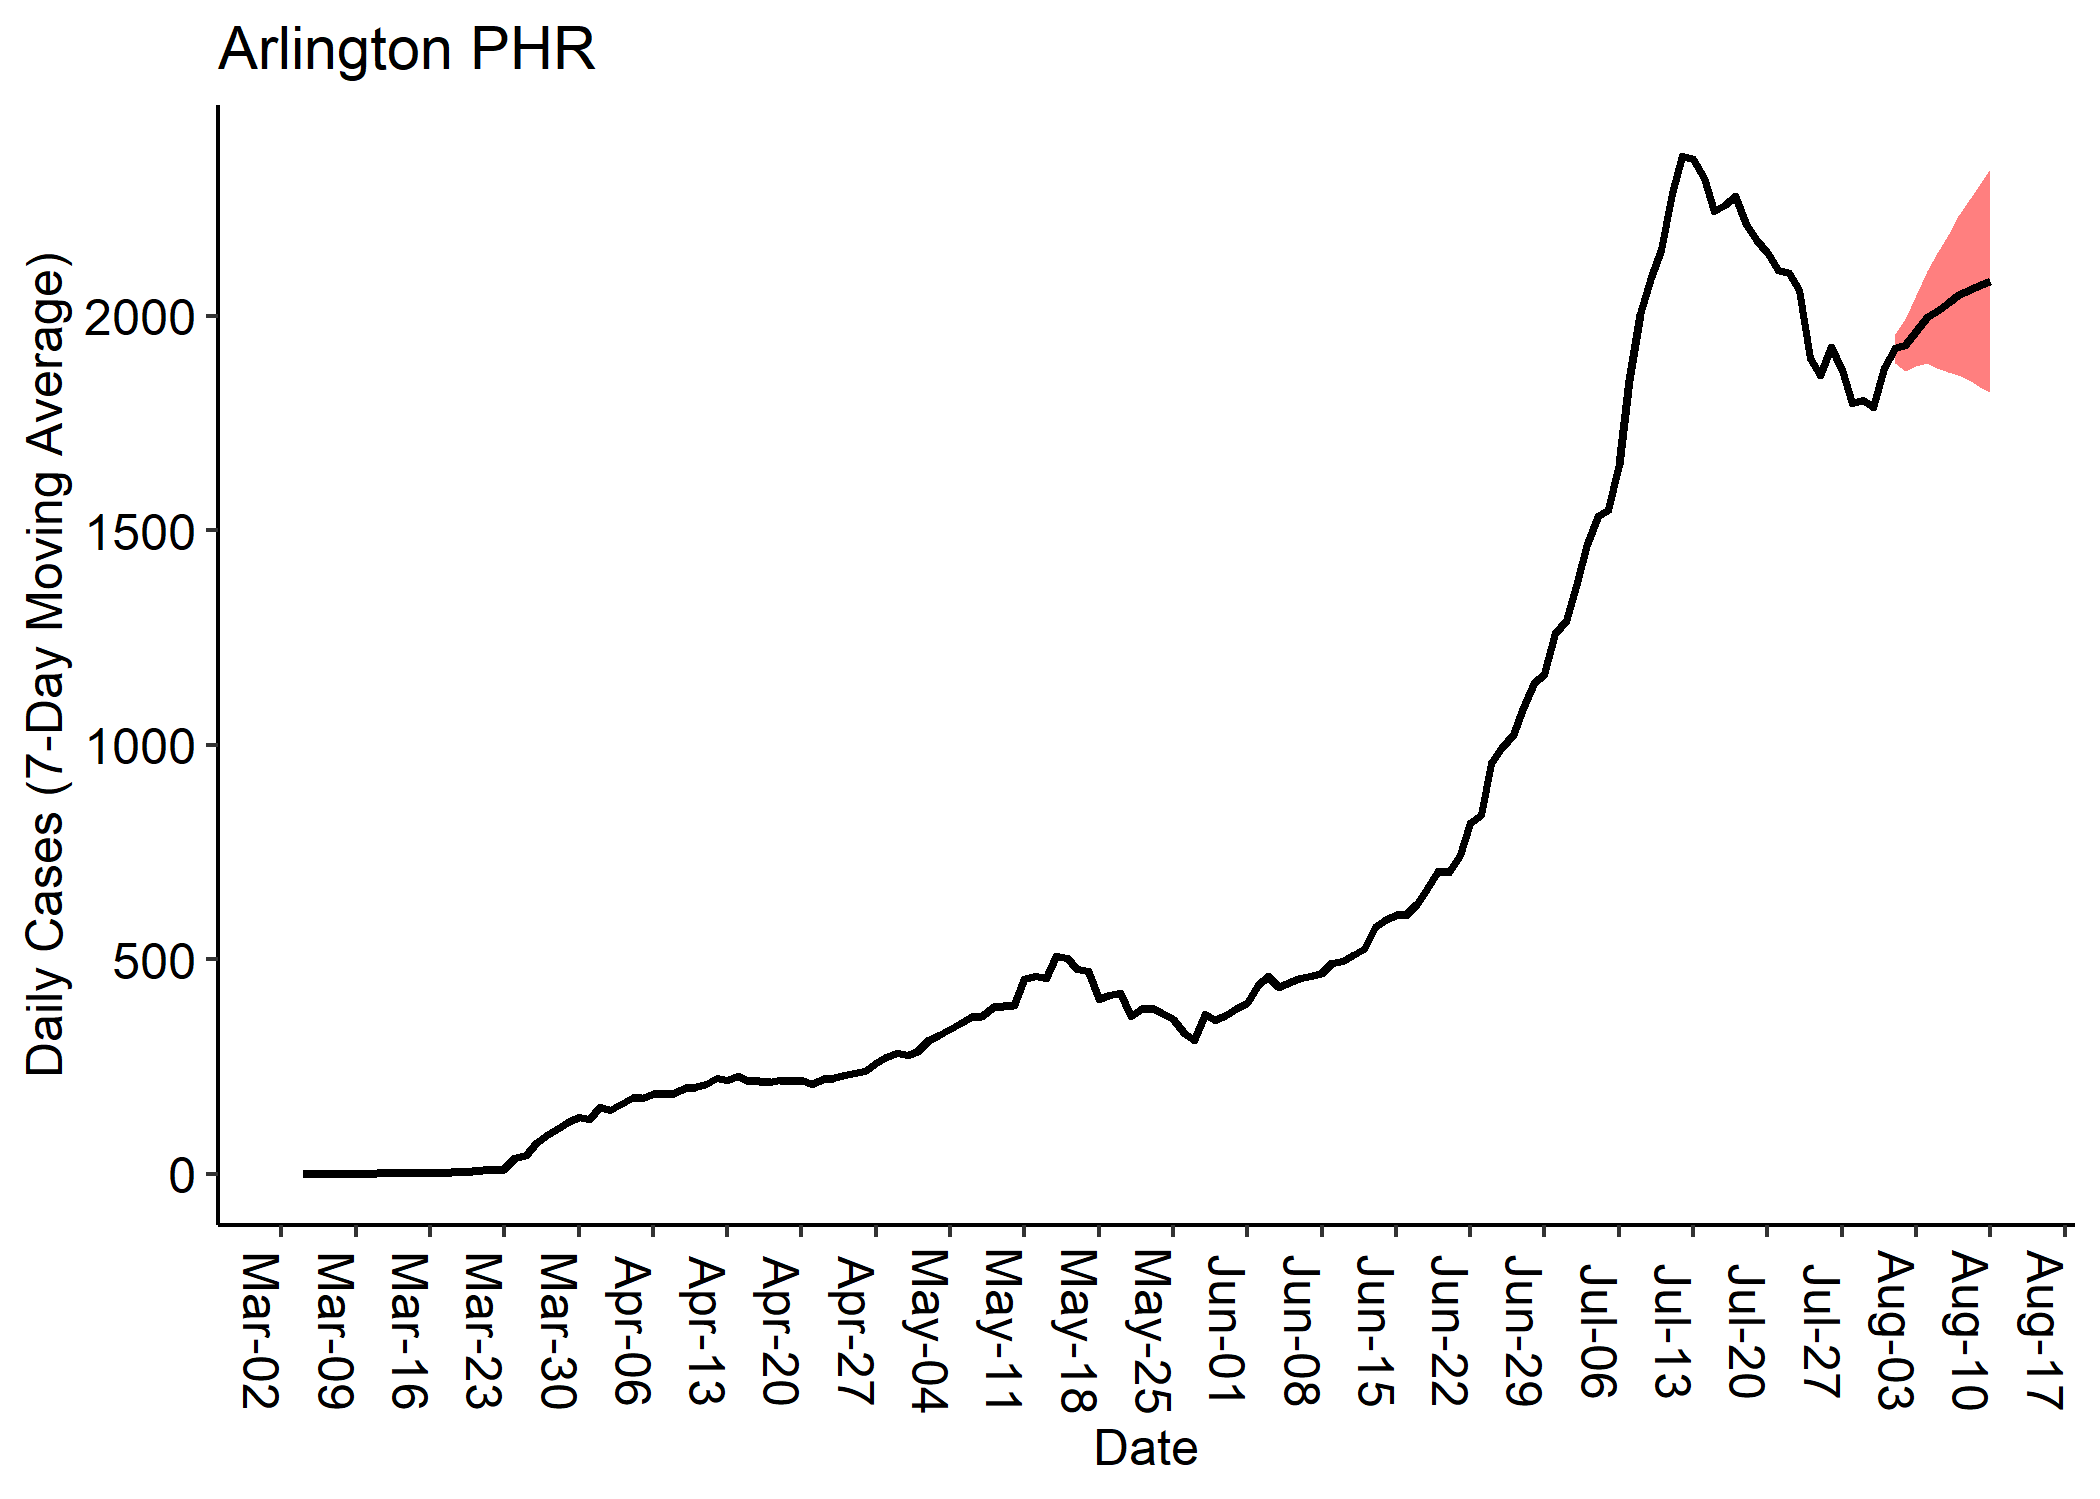 Arlington PHR
Daily Cases (7-Day Moving Average)
2000
1500
1000
500
0
Mar-02
Mar-09
Mar-16
Mar-23
Mar-30
Apr-06
Apr-13
Apr-20
Apr-27
May-04
May-11
May-18
May-25
Jun-01
Jun-08
Jun-15
Jun-22
Jun-29
Jul-06
Jul-13
Jul-20
Jul-27
Aug-03
Aug-10
Aug-17
Date